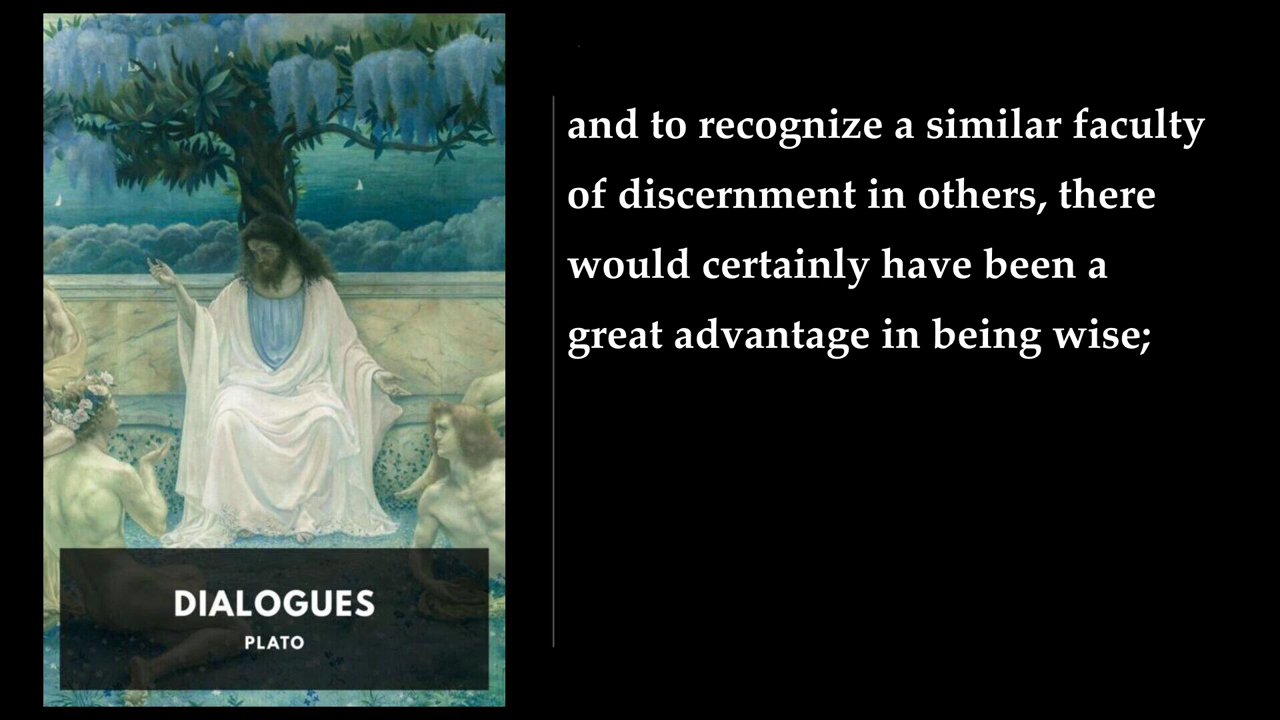 and to recognize a similar faculty
of discernment in others, there
would certainly have been a
great advantage in being wise;
DIALOGUES
PLATO